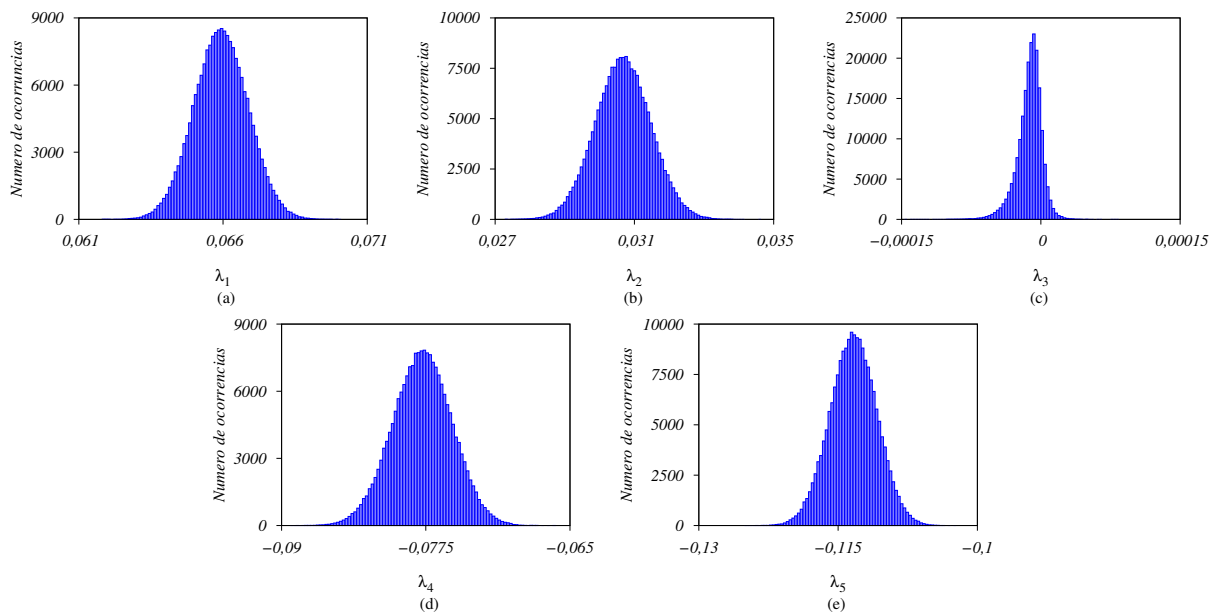 9000
6000
3000
0
Numero de ocorruncias
0,061
0,066
0,071
λ1
(a)
10000
7500
5000
2500
0
Numero de ocorrencias
0,027
0,031
0,035
λ2
(b)
25000
20000
15000
10000
5000
0
Numero de ocorrencias
−0,00015
0
0,00015
λ3
(c)
9000
6000
3000
0
Numero de ocorrencias
−0,09
−0,0775
−0,065
λ4
(d)
10000
7500
5000
2500
0
Numero de ocorrencias
−0,13
−0,115
−0,1
λ5
(e)